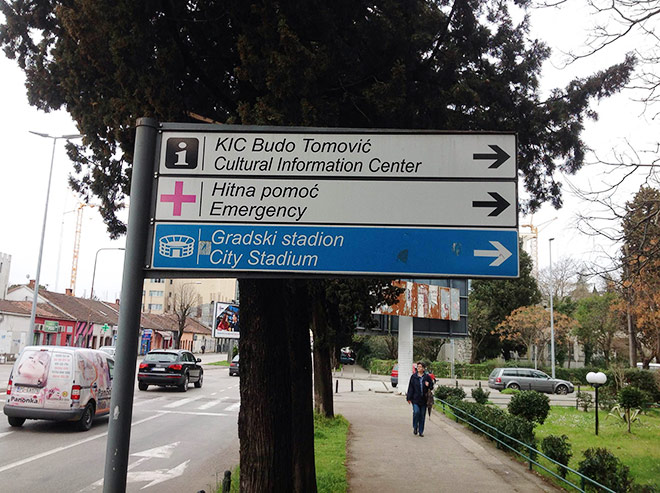 KIC Budo Tomović
Cultural Information Center
Hitna pomoć
Emergency
Gradski stadion
City Stadium